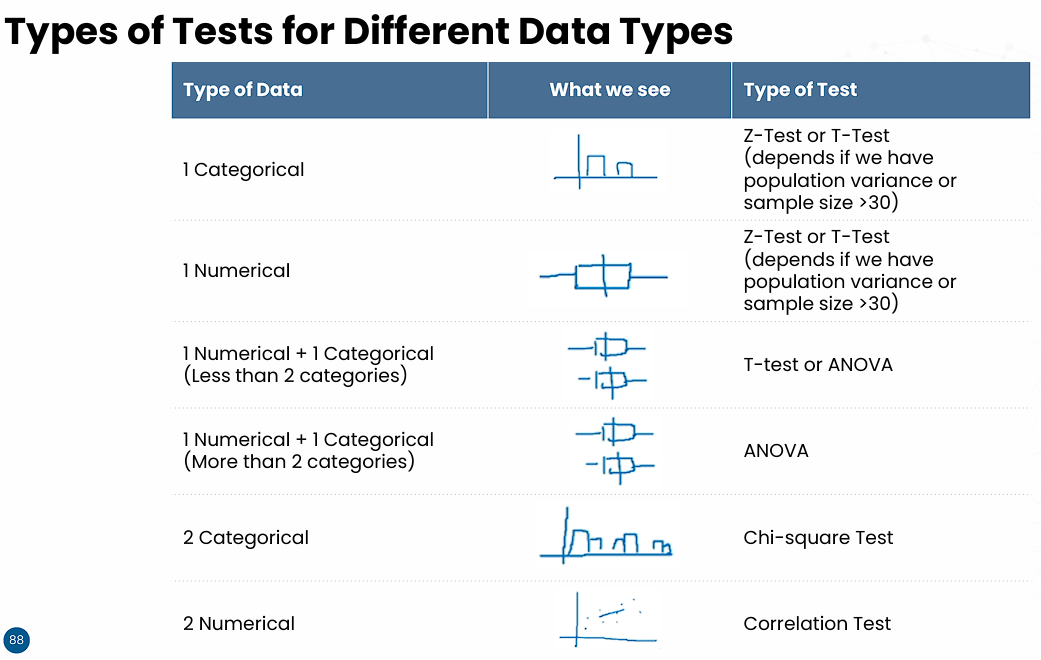 Types of Tests for Different Data Types
Type of Data
What we see
Type of Test
1 Categorical
Z-Test or T-Test
(depends if we have
population variance or
sample size >30)
1 Numerical
Z-Test or T-Test
(depends if we have
population variance or
sample size >30)
1 Numerical + 1 Categorical
(Less than 2 categories)
T-test or ANOVA
1 Numerical + 1 Categorical
(More than 2 categories)
ANOVA
2 Categorical
Chi-square Test
2 Numerical
Correlation Test
88